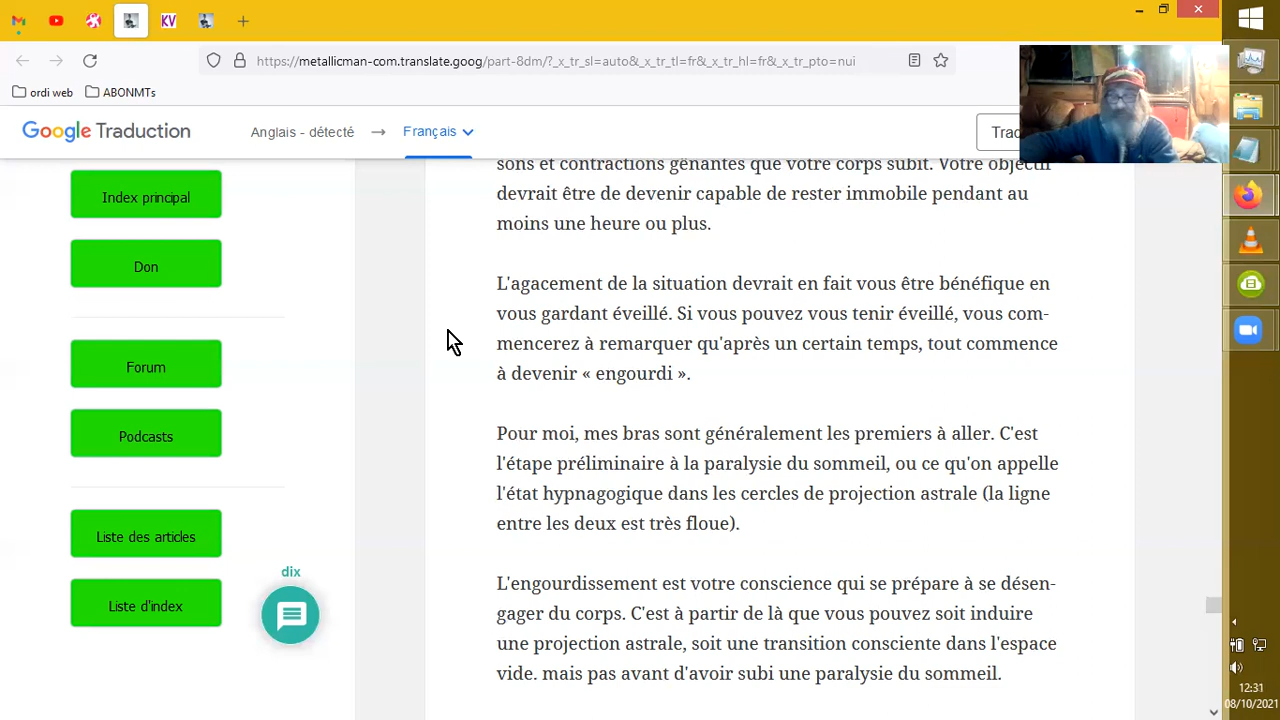 KV
https://metallicman-com.translate.goog/part-8dm/?_x_tr_sl=auto&_x_tr_tl=fr&_x_tr_hl=fr&_x_tr_pto=nui
ordi web
ABONMTs
Google Traduction
Anglais - détecté
Français
Trad
Index principal
Don
Forum
Podcasts
Liste des articles
Liste d'index
dix
sons et contractions gênantes que votre corps subit. Votre objectif
devrait être de devenir capable de rester immobile pendant au
moins une heure ou plus.
L'agacement de la situation devrait en fait vous être bénéfique en
vous gardant éveillé. Si vous pouvez vous tenir éveillé, vous com-
mencerez à remarquer qu'après un certain temps, tout commence
à devenir « engourdi ».
Pour moi, mes bras sont généralement les premiers à aller. C'est
l'étape préliminaire à la paralysie du sommeil, ou ce qu'on appelle
l'état hypnagogique dans les cercles de projection astrale (la ligne
entre les deux est très floue).
L'engourdissement est votre conscience qui se prépare à se désen-
gager du corps. C'est à partir de là que vous pouvez soit induire
une projection astrale, soit une transition consciente dans l'espace
vide. mais pas avant d'avoir subi une paralysie du sommeil.
12:31
08/10/2021